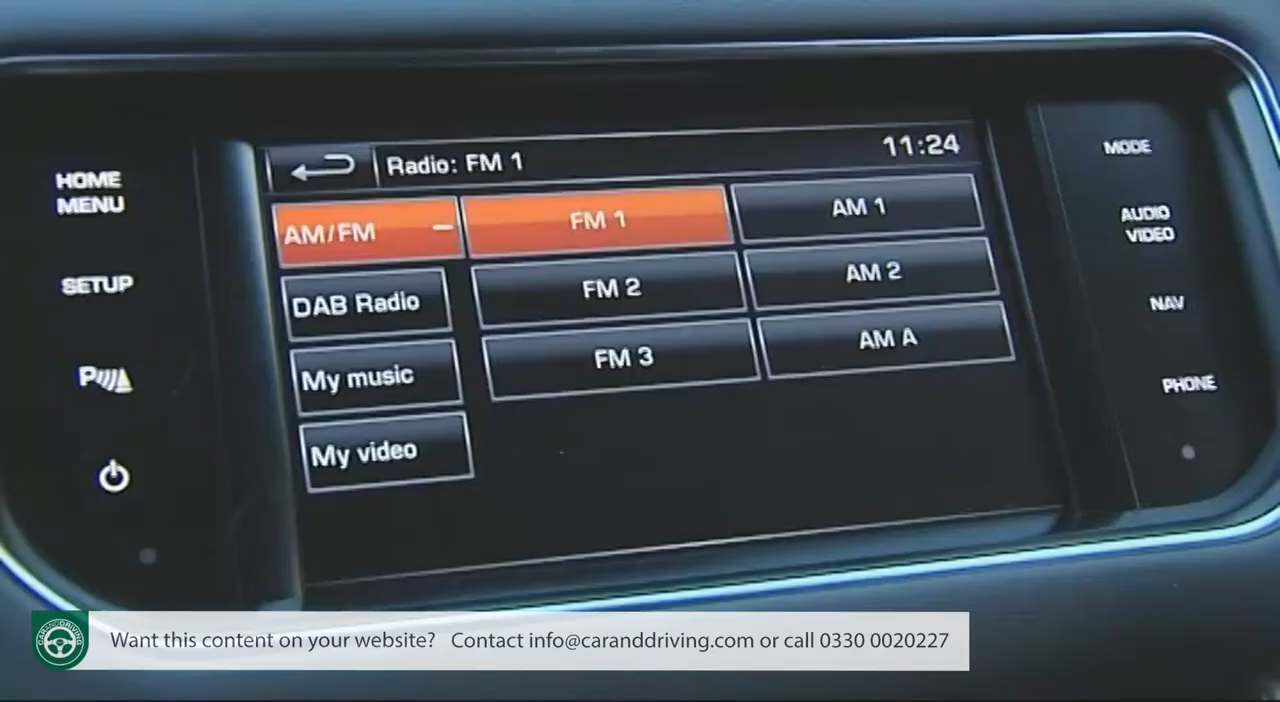 HOME
MENU
SETUP
P
Radio: FM 1
11:24
AM/FM
FM 1
AM 1
DAB Radio
FM 2
AM 2
My music
FM 3
AM A
My video
MODE
AUDIO
VIDEO
NAV
PHONE
CARANDDRIVING
Want this content on your website? Contact info@caranddriving.com or call 0330 0020227